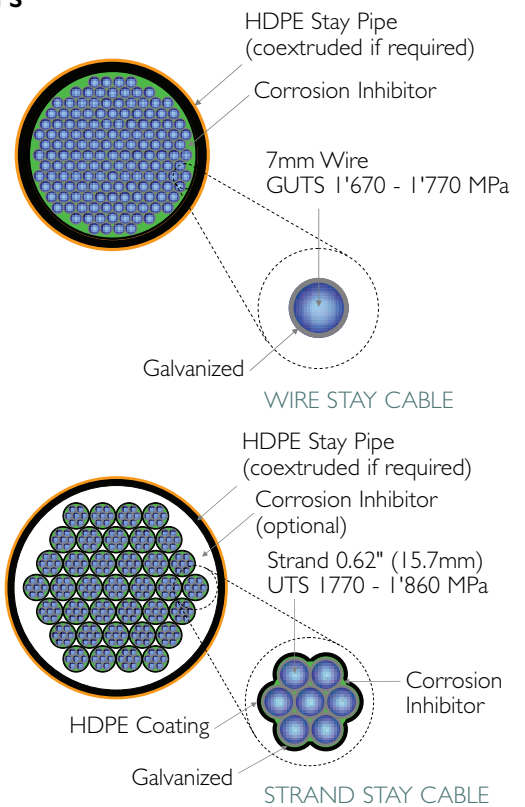 HDPE Stay Pipe
(coextruded if required)
Corrosion Inhibitor
7mm Wire
GUTS 1'670 - 1'770 MPa
Galvanized
WIRE STAY CABLE
HDPE Stay Pipe
(coextruded if required)
Corrosion Inhibitor
(optional)
Strand 0.62" (15.7mm)
UTS 1770 - 1'860 MPa
Corrosion
Inhibitor
HDPE Coating
Galvanized
STRAND STAY CABLE